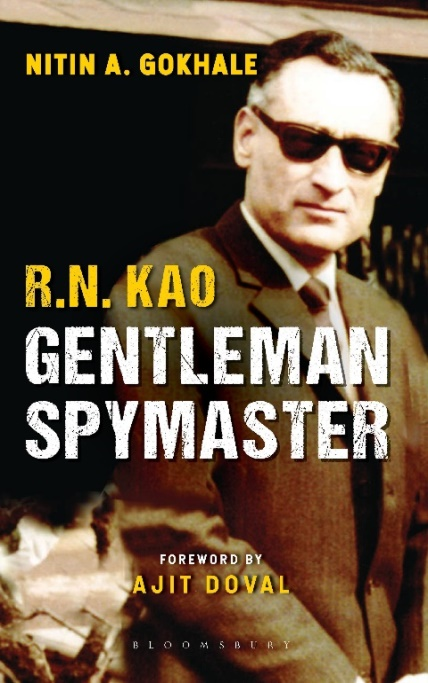 NITIN A. GOKHALE
R.N. KAO
GENTLEMAN
SPYMASTER
FOREWORD BY
AJIT DOVAL
BLOOMSBURY